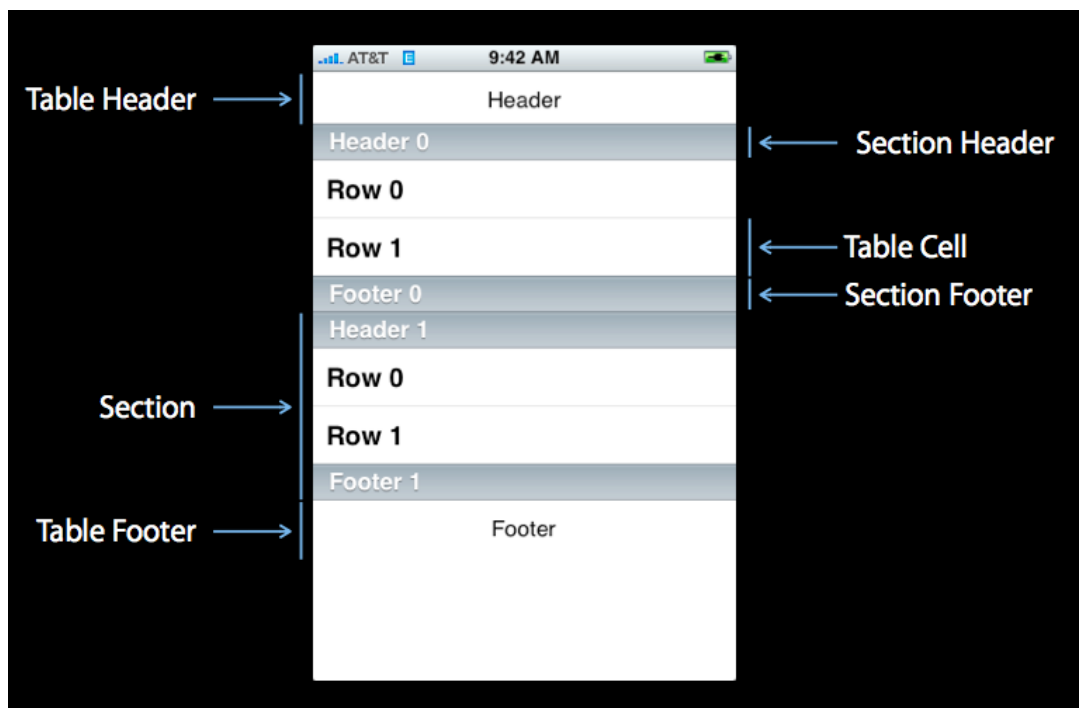 AT&T E 9:42 AM
Table Header
Header
Header 0
Section Header
Row 0
Row 1
Table Cell
Footer 0
Section Footer
Header 1
Row 0
Section
Row 1
Footer 1
Table Footer
Footer